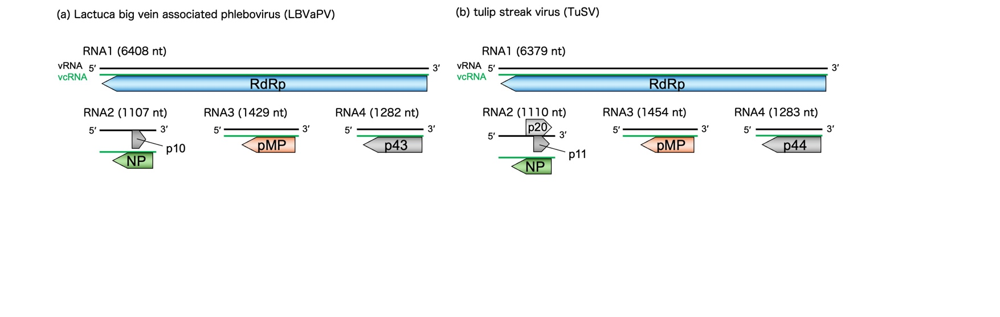 (a) Lactuca big vein associated phlebovirus (LBVaPV)
RNA1 (6408 nt)
vRNA 5′ 3′
vcRNA
RdRp
RNA2 (1107 nt) RNA3 (1429 nt) RNA4 (1282 nt)
5′ 3′ 5′ 3′ 5′ 3′
pMP p43
p10
NP
(b) tulip streak virus (TuSV)
RNA1 (6379 nt)
vRNA 5′ 3′
vcRNA
RdRp
RNA2 (1110 nt) RNA3 (1454 nt) RNA4 (1283 nt)
p20 5′ 3′ 5′ 3′
5′ 3′
pMP p44
p11
NP